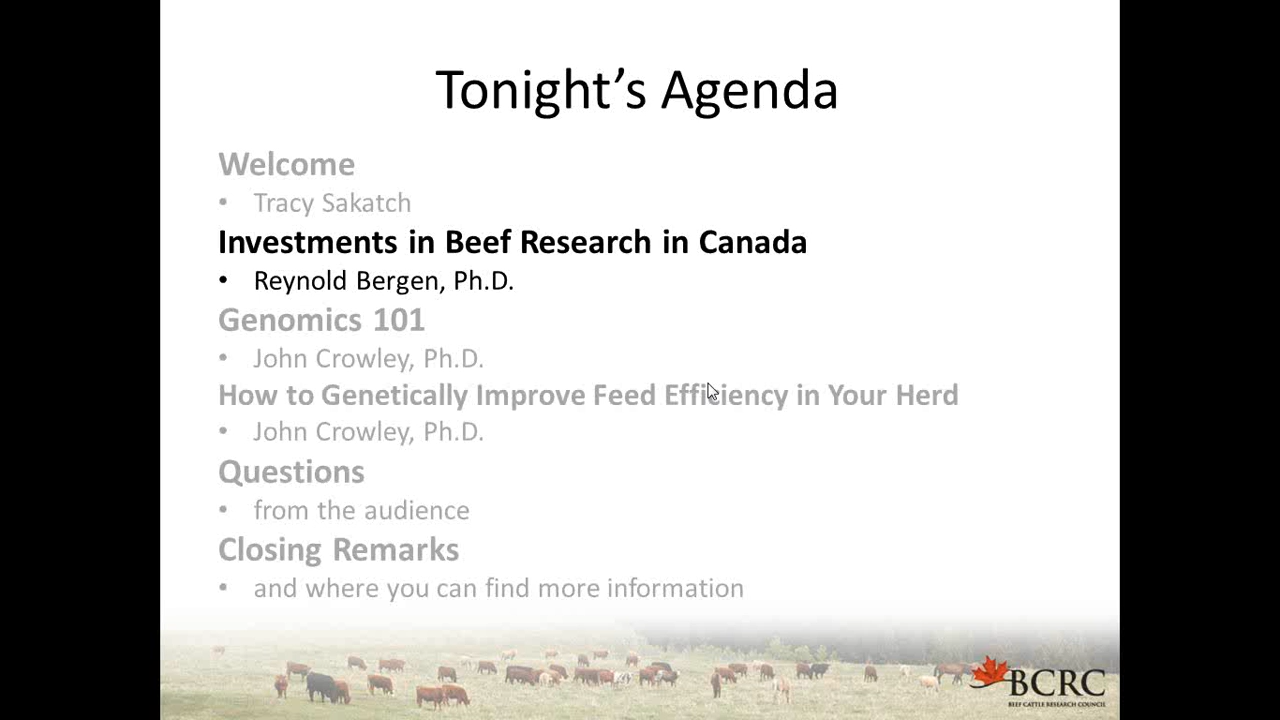 Tonight's Agenda
Welcome
• Tracy Sakatch
Investments in Beef Research in Canada
• Reynold Bergen, Ph.D.
Genomics 101
• John Crowley, Ph.D.
How to Genetically Improve Feed Efficiency in Your Herd
• John Crowley, Ph.D.
Questions
• from the audience
Closing Remarks
• and where you can find more information
BCRC
BEEF CATTLE RESEARCH COUNCIL